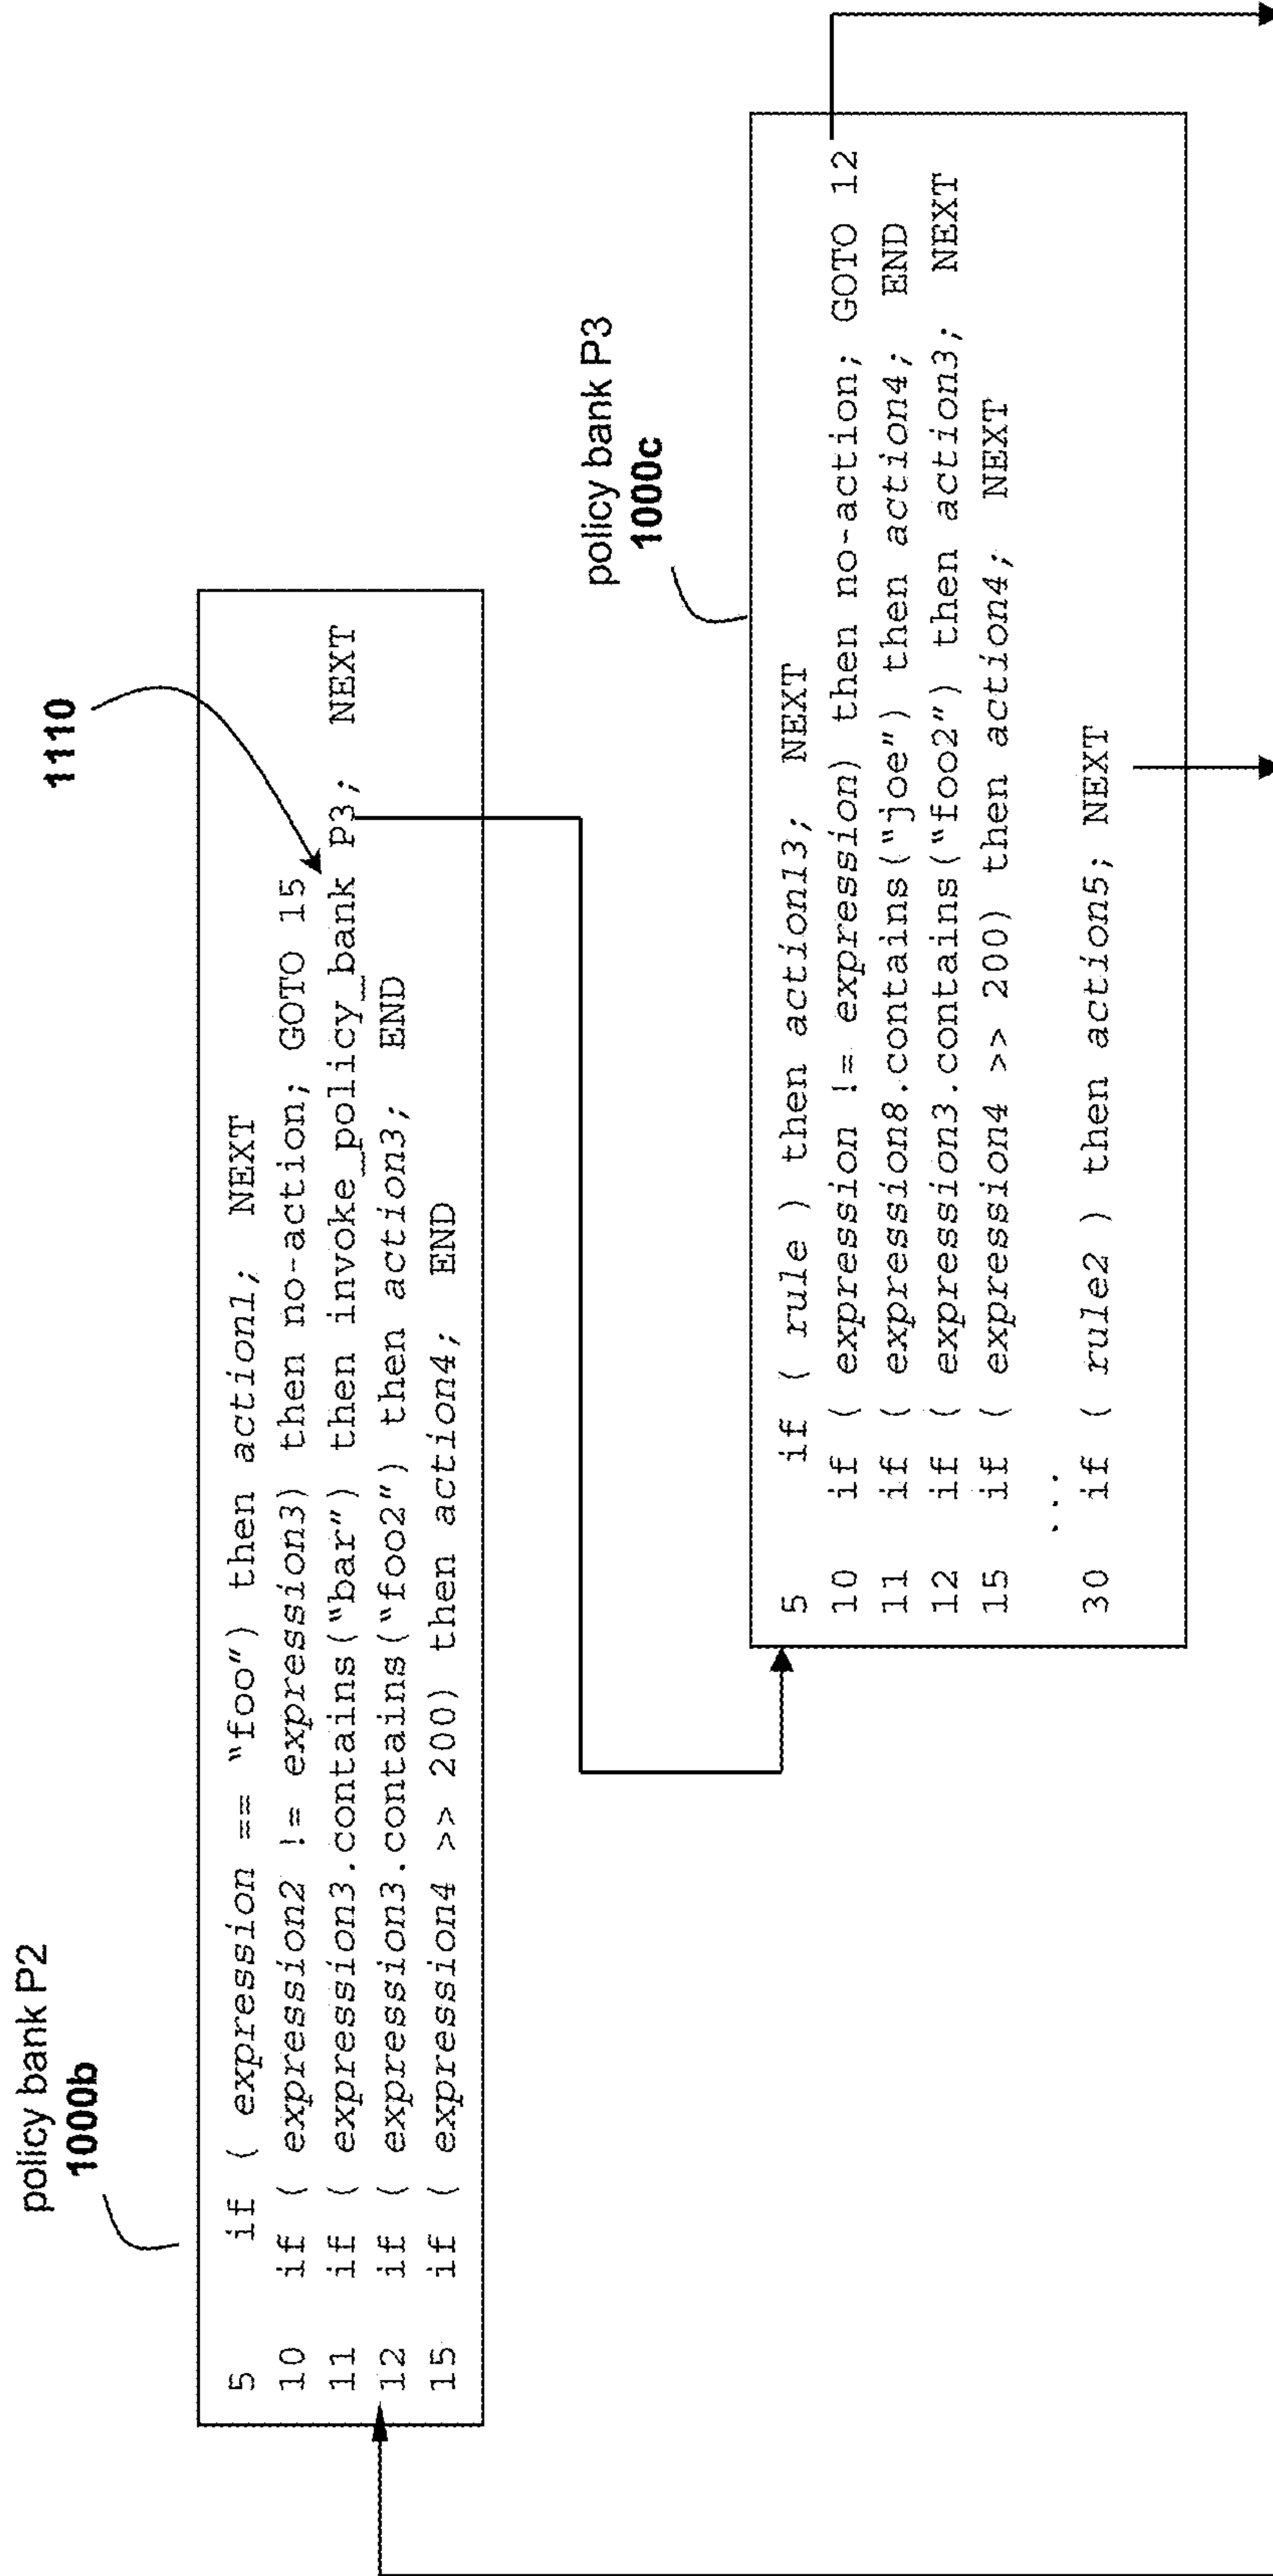 policy bank P2
1000b
1110
5 if ( expression == "foo") then action1; NEXT
10 if ( expression2 != expression3) then no-action; GOTO 15
11 if ( expression3.contains("bar") then invoke_policy_bank P3; NEXT
12 if ( expression3.contains("foo2") then action3; END
15 if ( expression4 >> 200) then action4; END
policy bank P3
1000c
5 if ( rule ) then action13; NEXT
10 if ( expression != expression) then no-action; GOTO 12
11 if ( expression8.contains("joe") then action4; END
12 if ( expression3.contains("foo2") then action3; NEXT
15 if ( expression4 >> 200) then action4; NEXT
...
30 if ( rule2 ) then action5; NEXT